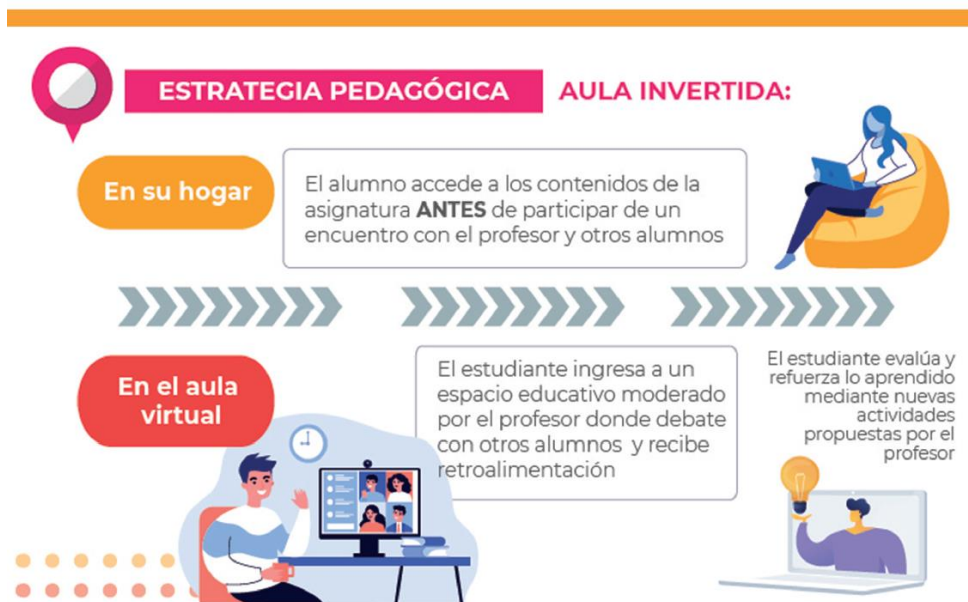 ESTRATEGIA PEDAGÓGICA AULA INVERTIDA:
En su hogar
El alumno accede a los contenidos de la
asignatura ANTES de participar de un
encuentro con el profesor y otros alumnos
En el aula
virtual
El estudiante ingresa a un
espacio educativo moderado
por el profesor donde debate
con otros alumnos y recibe
retroalimentación
El estudiante evalúa y
refuerza lo aprendido
mediante nuevas
actividades
propuestas por el
profesor